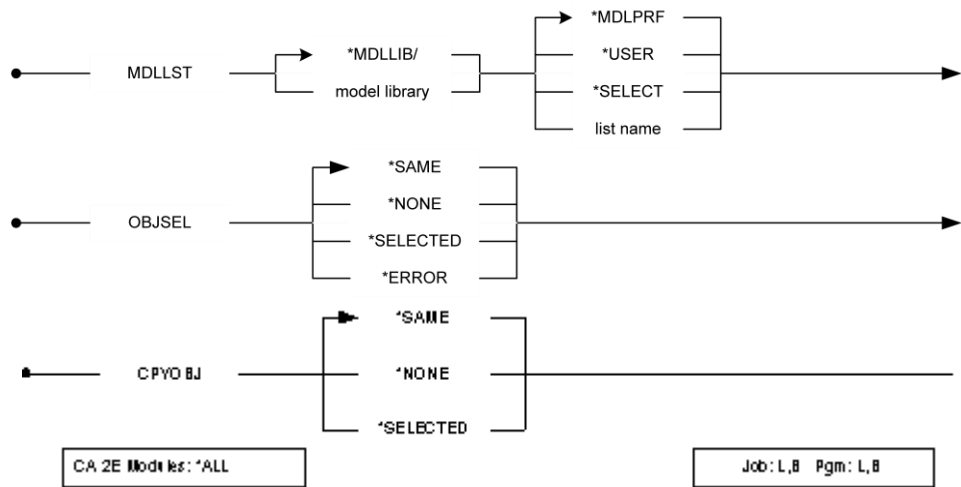 *MDLPRF
*MDLLIB/
*USER
MDLLST
model library
*SELECT
list name
*SAME
*NONE
OBJSEL
*SELECTED
*ERROR
*SAME
CPYOBJ
*NONE
*SELECTED
CA 2E Modules: *ALL
Job: L,B Pgm: L,B